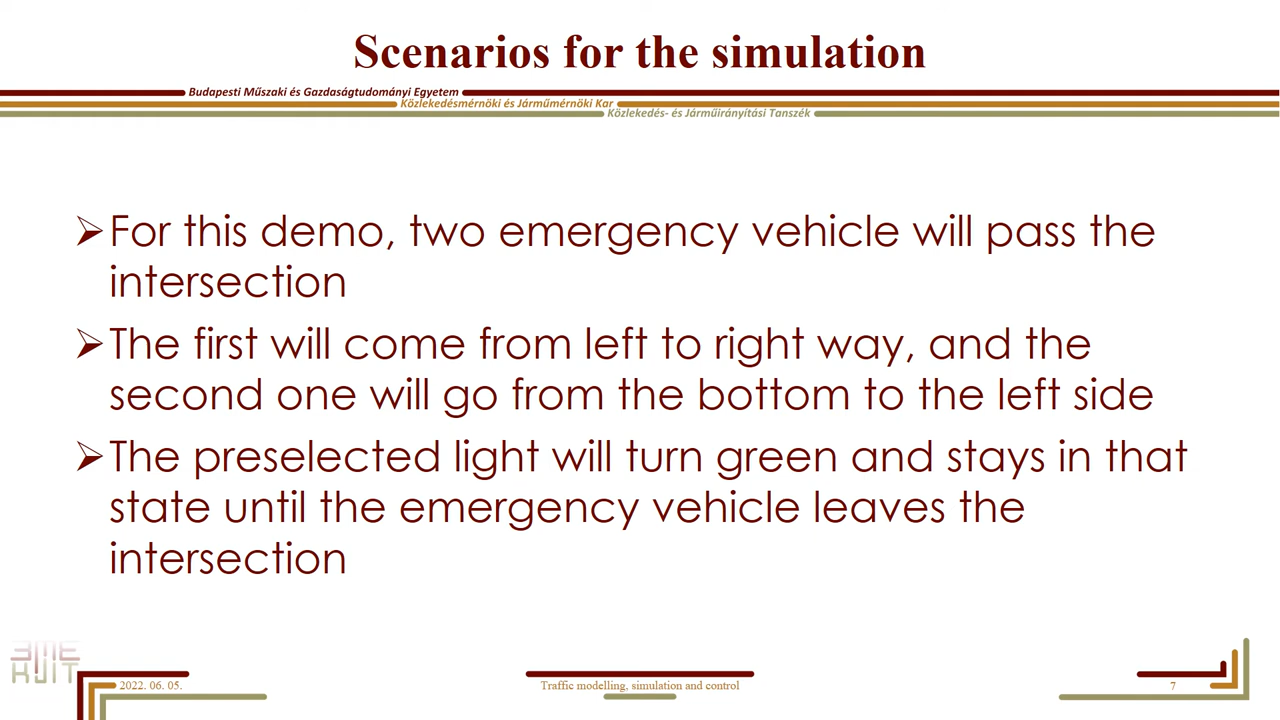 Scenarios for the simulation
Budapesti Műszaki és Gazdaságtudományi Egyetem
Közlekedésmérnöki és Járműmérnöki Kar
Közlekedés- és Járműirányítási Tanszék
➢For this demo, two emergency vehicle will pass the
intersection
➢The first will come from left to right way, and the
second one will go from the bottom to the left side
➢The preselected light will turn green and stays in that
state until the emergency vehicle leaves the
intersection
BME
KJIT
2022. 06. 05.
Traffic modelling, simulation and control
7